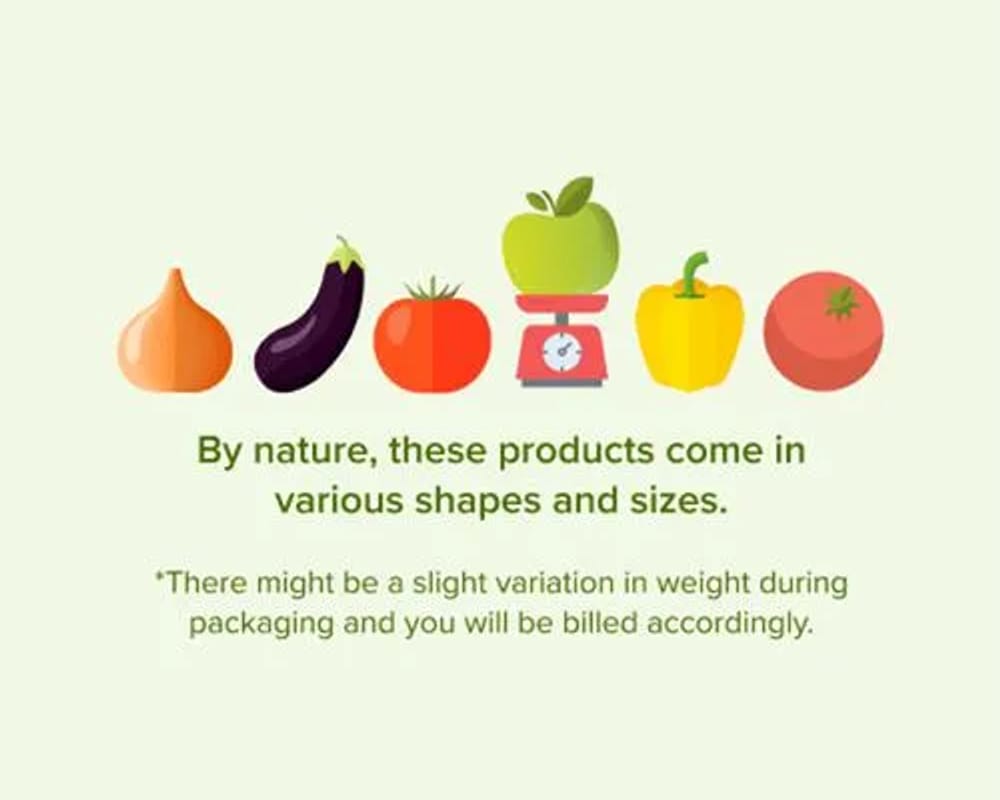 By nature, these products come in
various shapes and sizes.
*There might be a slight variation in weight during
packaging and you will be billed accordingly.